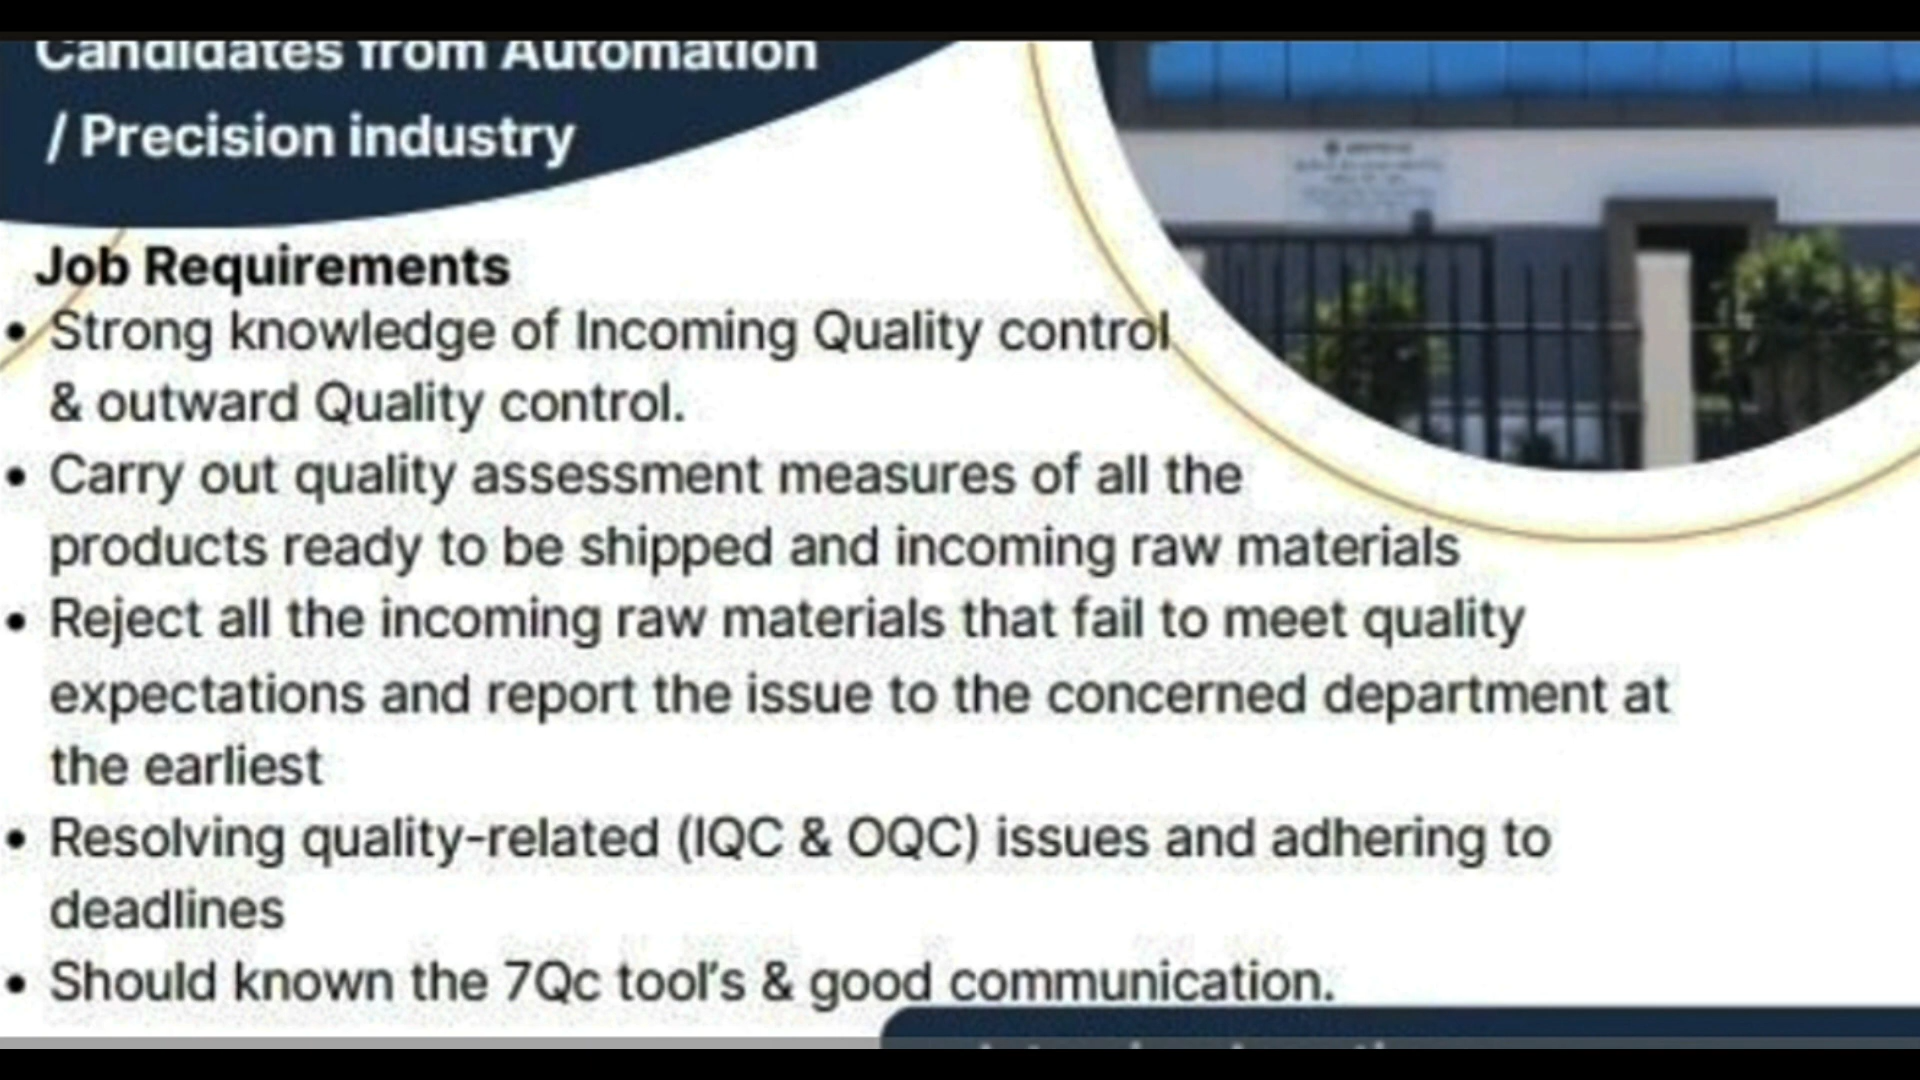 Candidates from Automation
/ Precision industry
Job Requirements
• Strong knowledge of Incoming Quality control
& outward Quality control.
• Carry out quality assessment measures of all the
products ready to be shipped and incoming raw materials
• Reject all the incoming raw materials that fail to meet quality
expectations and report the issue to the concerned department at
the earliest
• Resolving quality-related (IQC & OQC) issues and adhering to
deadlines
• Should known the 7Qc tool's & good communication.